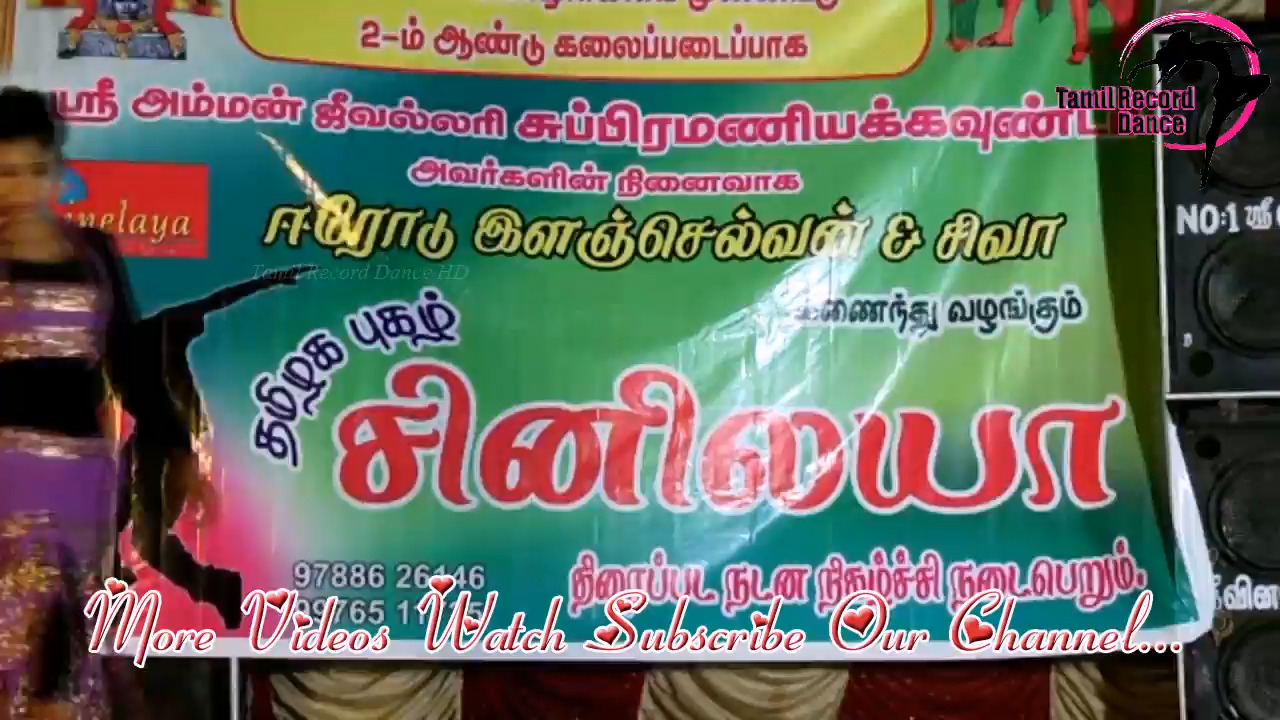 2-ம் ஆண்டு கலைப்படைப்பாக
ஸ்ரீ அம்மன் ஜீவல்லரி சுப்பிரமணியக்கவுண்ட
Tamil Record
Dance
அவர்களின் நினைவாக
ஈரோடு இளஞ்செல்வன் & சிவா
NO:1 ஸ்ரீ
Tamil Record Dance HD
வழங்கும்
தமிழக புகழ்
சினிலயா
97886 26146
திரைப்பட நடன நிகழ்ச்சி நடைபெறும்.
More Videos Watch Subscribe Our Channel...